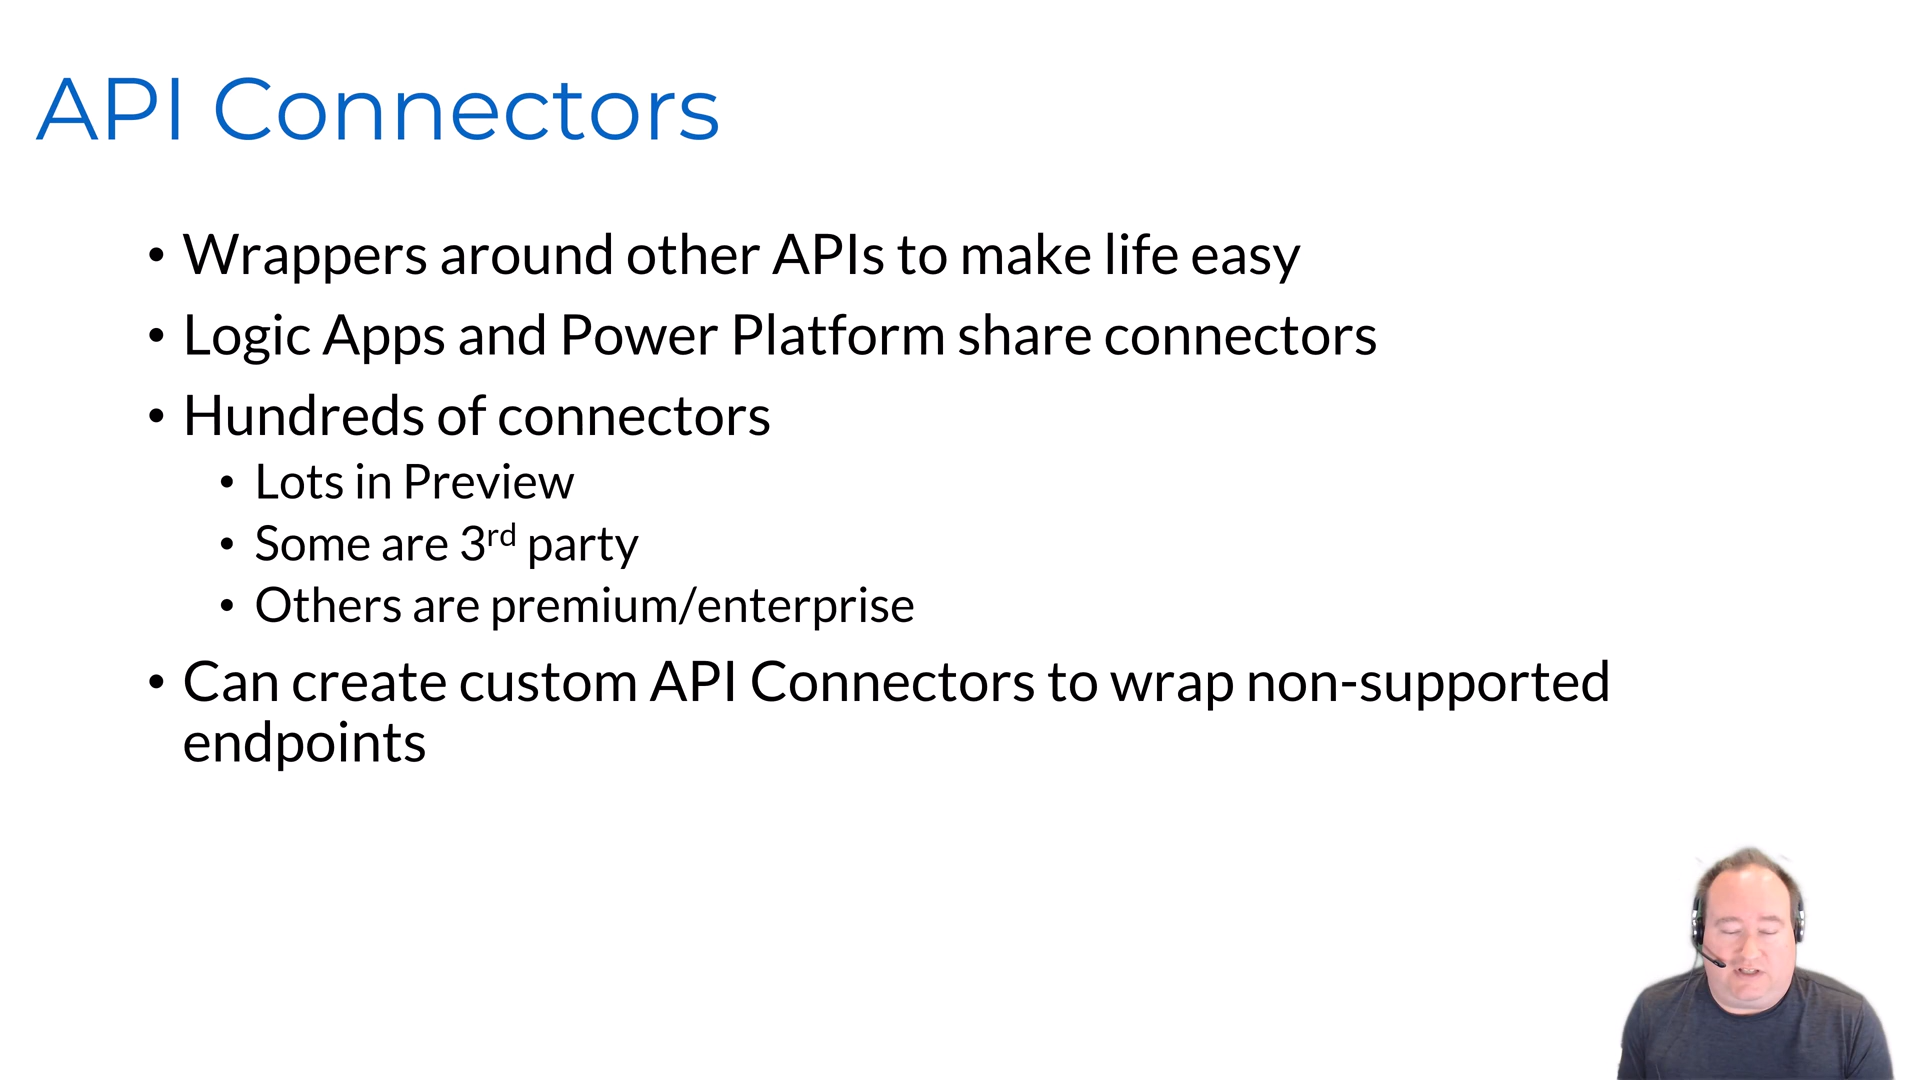 API Connectors
• Wrappers around other APIs to make life easy
• Logic Apps and Power Platform share connectors
• Hundreds of connectors
• Lots in Preview
• Some are 3rd party
• Others are premium/enterprise
• Can create custom API Connectors to wrap non-supported
endpoints